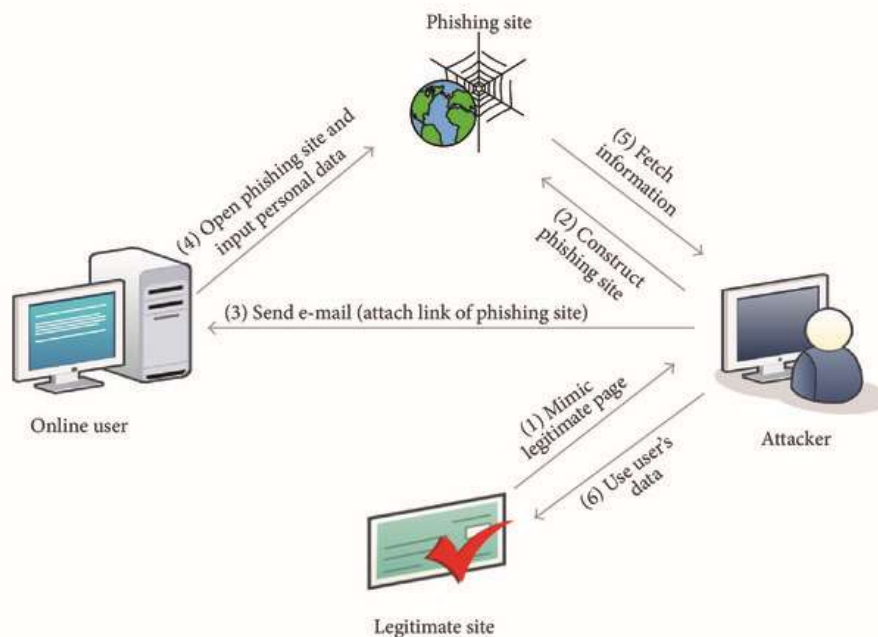 Phishing site
(4) Open phishing site and
input personal data
(5) Fetch
information
(2) Construct
phishing site
(3) Send e-mail (attach link of phishing site)
Online user
(1) Mimic
legitimate page
(6) Use user's
data
Attacker
Legitimate site